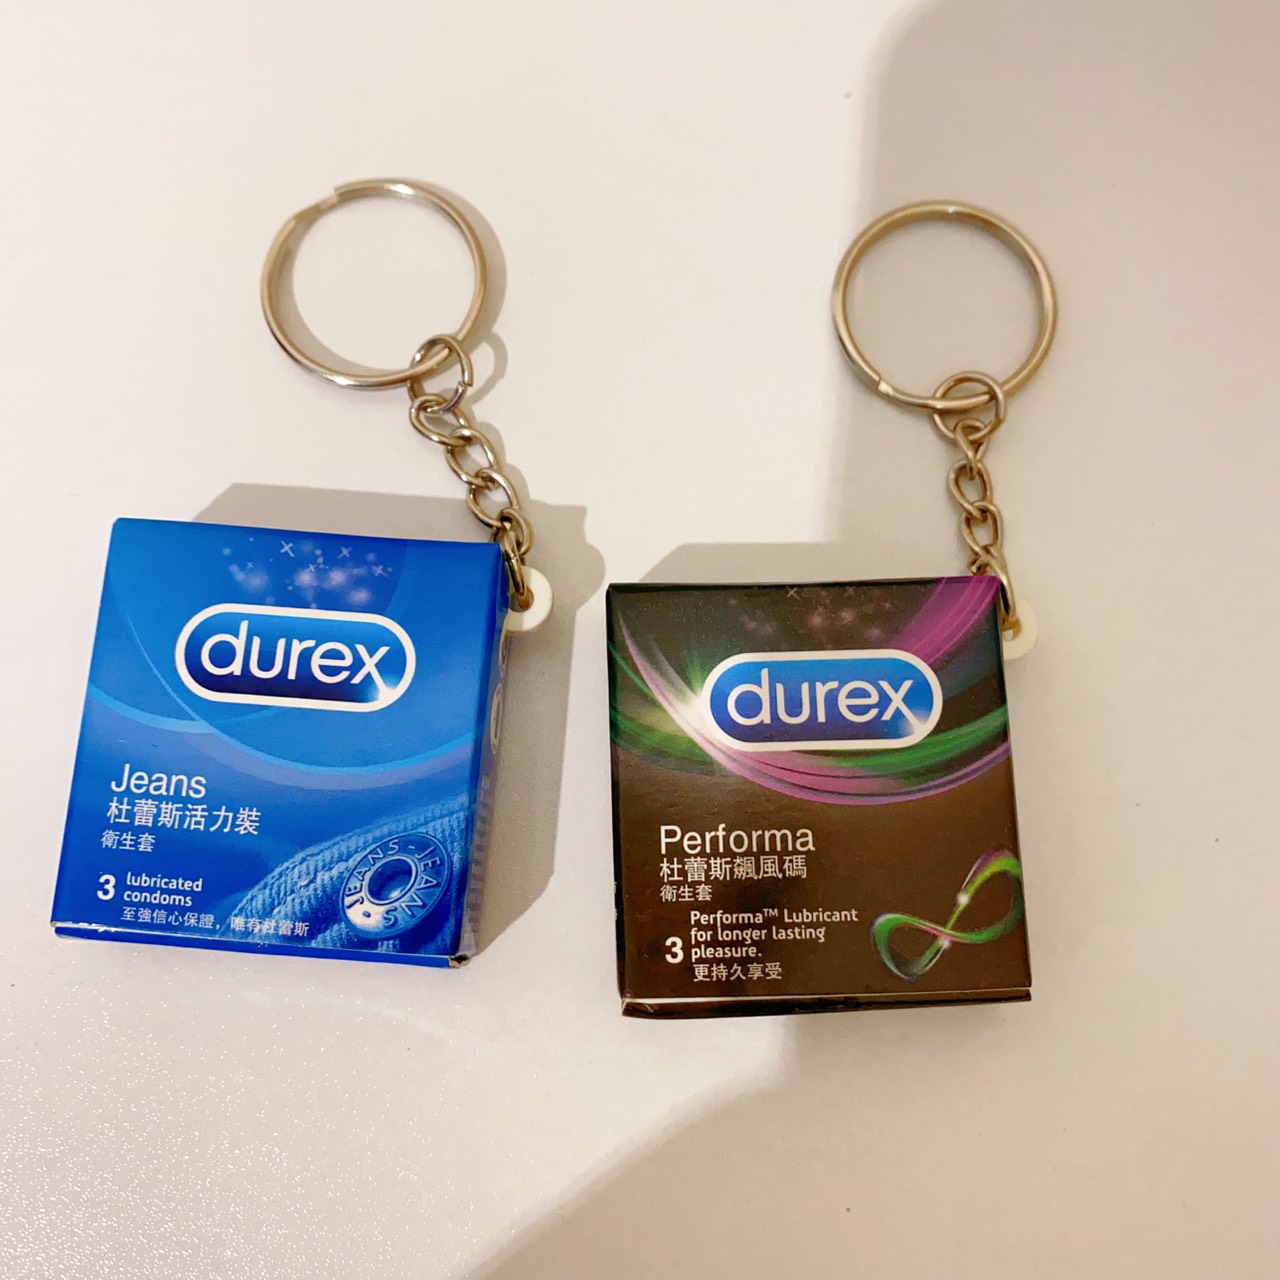 durex
Jeans
杜蕾斯活力裝
衛生套
3 lubricated
condoms
至強信心保證，唯有杜蕾斯
JEANS-JEANS-
durex
Performa
杜蕾斯飆風碼
衛生套
3 Performa™ Lubricant
for longer lasting
pleasure.
更持久享受